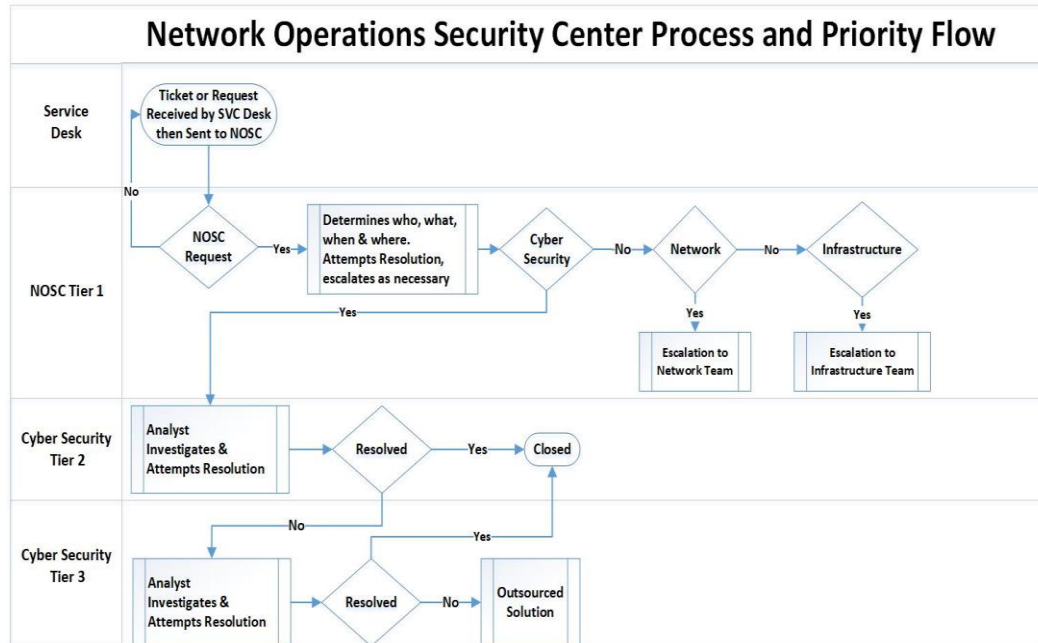 Network Operations Security Center Process and Priority Flow
Service
Desk
Ticket or Request
Received by SVC Desk
then Sent to NOSC
No
NOSC Tier 1
NOSC
Request
Yes
Determines who, what,
when & where.
Attempts Resolution,
escalates as necessary
Cyber
Security
No
Network
No
Infrastructure
Yes
Yes
Yes
Escalation to
Network Team
Escalation to
Infrastructure Team
Cyber Security
Tier 2
Analyst
Investigates &
Attempts Resolution
Resolved
Yes
Closed
No
Yes
Cyber Security
Tier 3
Analyst
Investigates &
Attempts Resolution
Resolved
No
Outsourced
Solution